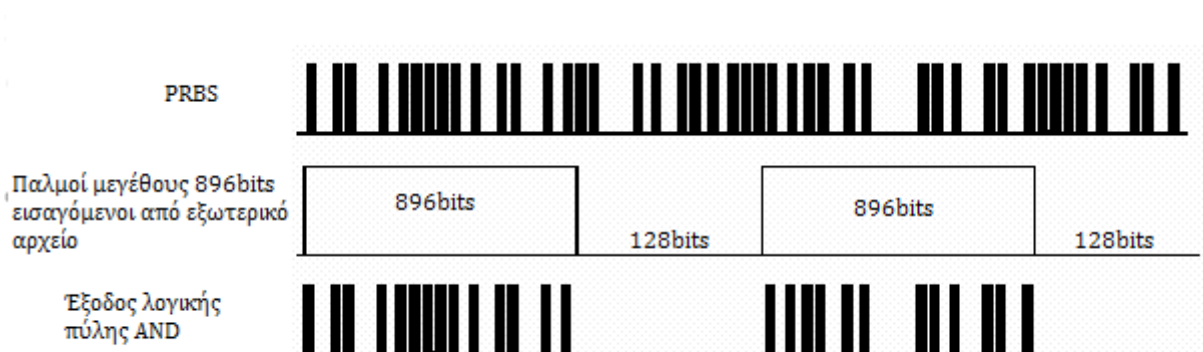 PRBS
Παλμοί μεγέθους 896bits
εισαγόμενοι από εξωτερικό
αρχείο
896bits
128bits
896bits
128bits
Έξοδος λογικής
πύλης AND